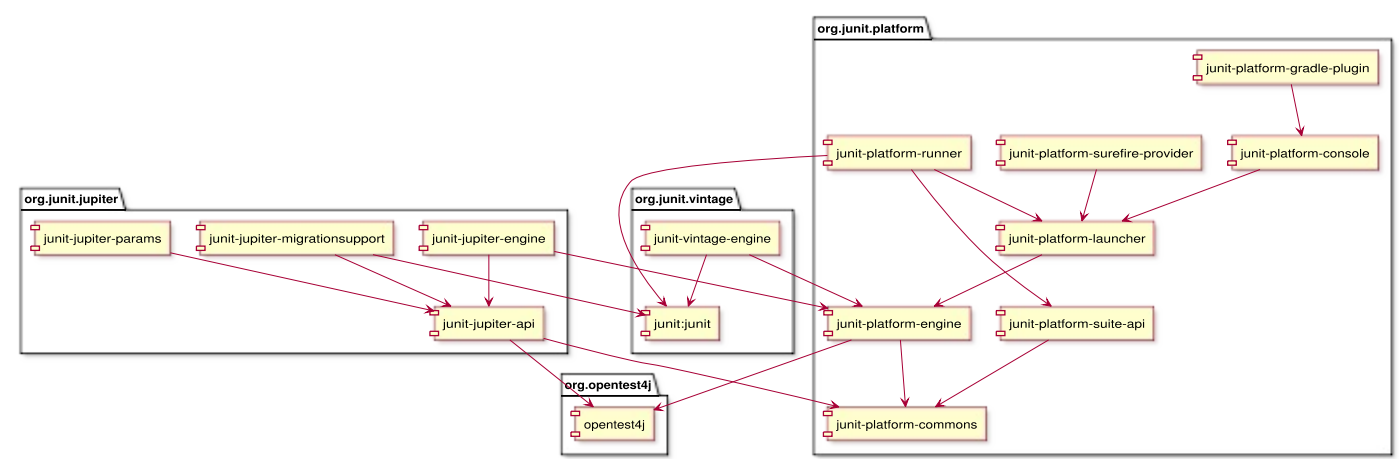 org.junit.platform
junit-platform-gradle-plugin
junit-platform-runner
junit-platform-surefire-provider
junit-platform-console
org.junit.jupiter
org.junit.vintage
junit-jupiter-params
junit-jupiter-migrationsupport
junit-jupiter-engine
junit-vintage-engine
junit-platform-launcher
junit-jupiter-api
junit:junit
junit-platform-engine
junit-platform-suite-api
org.opentest4j
opentest4j
junit-platform-commons